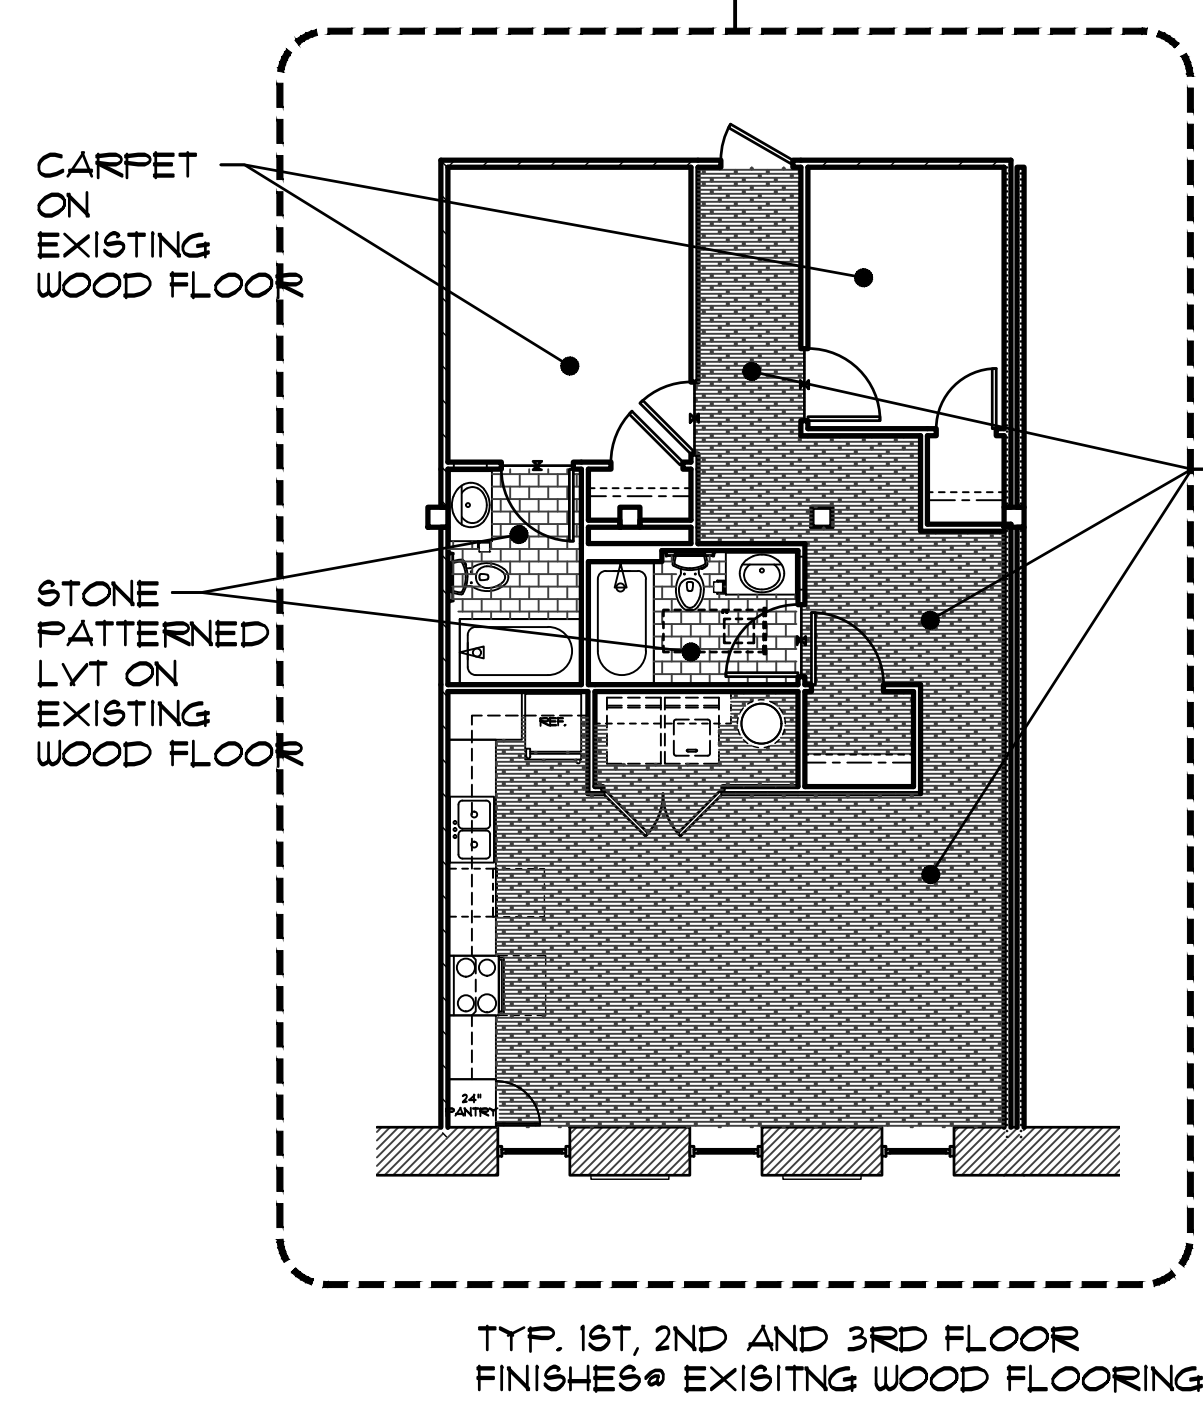 CARPET
ON
EXISTING
WOOD FLOOR
STONE
PATTERNED
LVT ON
EXISTING
WOOD FLOOR
REF.
24"
PANTRY
TYP. 1ST, 2ND AND 3RD FLOOR
FINISHES@ EXISITNG WOOD FLOORING